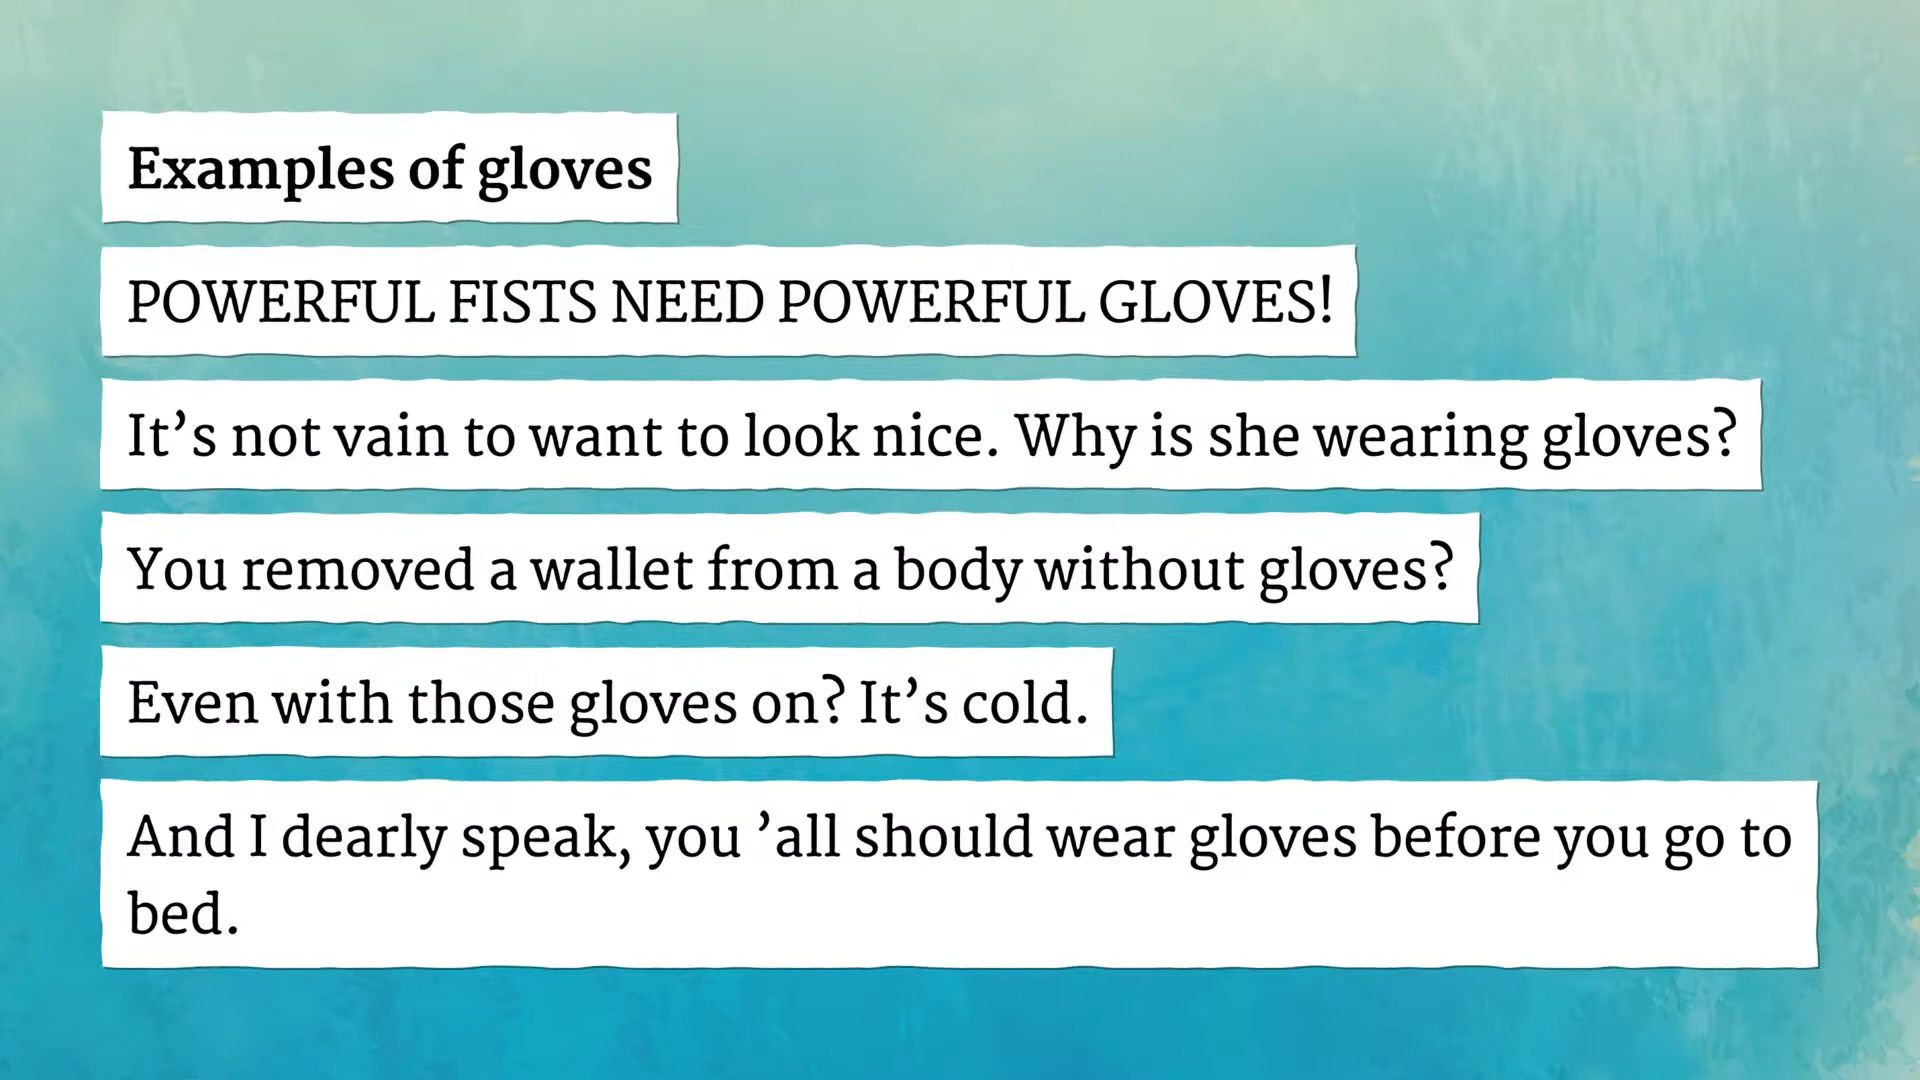 Examples of gloves
POWERFUL FISTS NEED POWERFUL GLOVES!
It’s not vain to want to look nice. Why is she wearing gloves?
You removed a wallet from a body without gloves?
Even with those gloves on? It’s cold.
And I dearly speak, you ’all should wear gloves before you go to
bed.